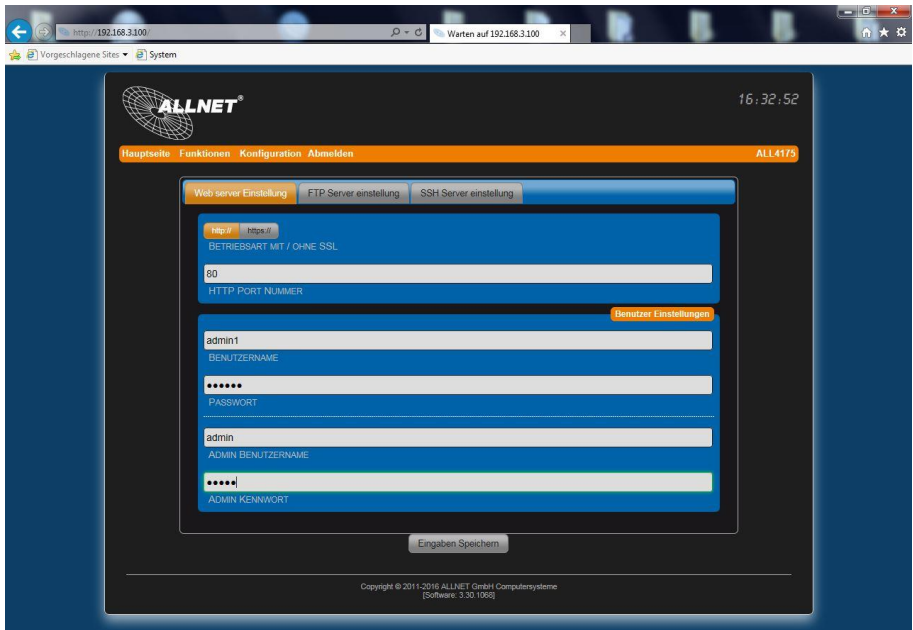 http://192.168.3.100/
Warten auf 192.168.3.100
Vorgeschlagene Sites
System
ALLNET®
16:32:52
Hauptseite Funktionen Konfiguration Abmelden
ALL4175
Web server Einstellung
FTP Server einstellung
SSH Server einstellung
http://
https://
BETRIEBSART MIT / OHNE SSL
80
HTTP PORT NUMMER
Benutzer Einstellungen
admin1
BENUTZERNAME
●●●●●●
PASSWORT
admin
ADMIN BENUTZERNAME
●●●●●
ADMIN KENNWORT
Eingaben Speichern
Copyright © 2011-2016 ALLNET GmbH Computersysteme
[Software: 3.30.1068]